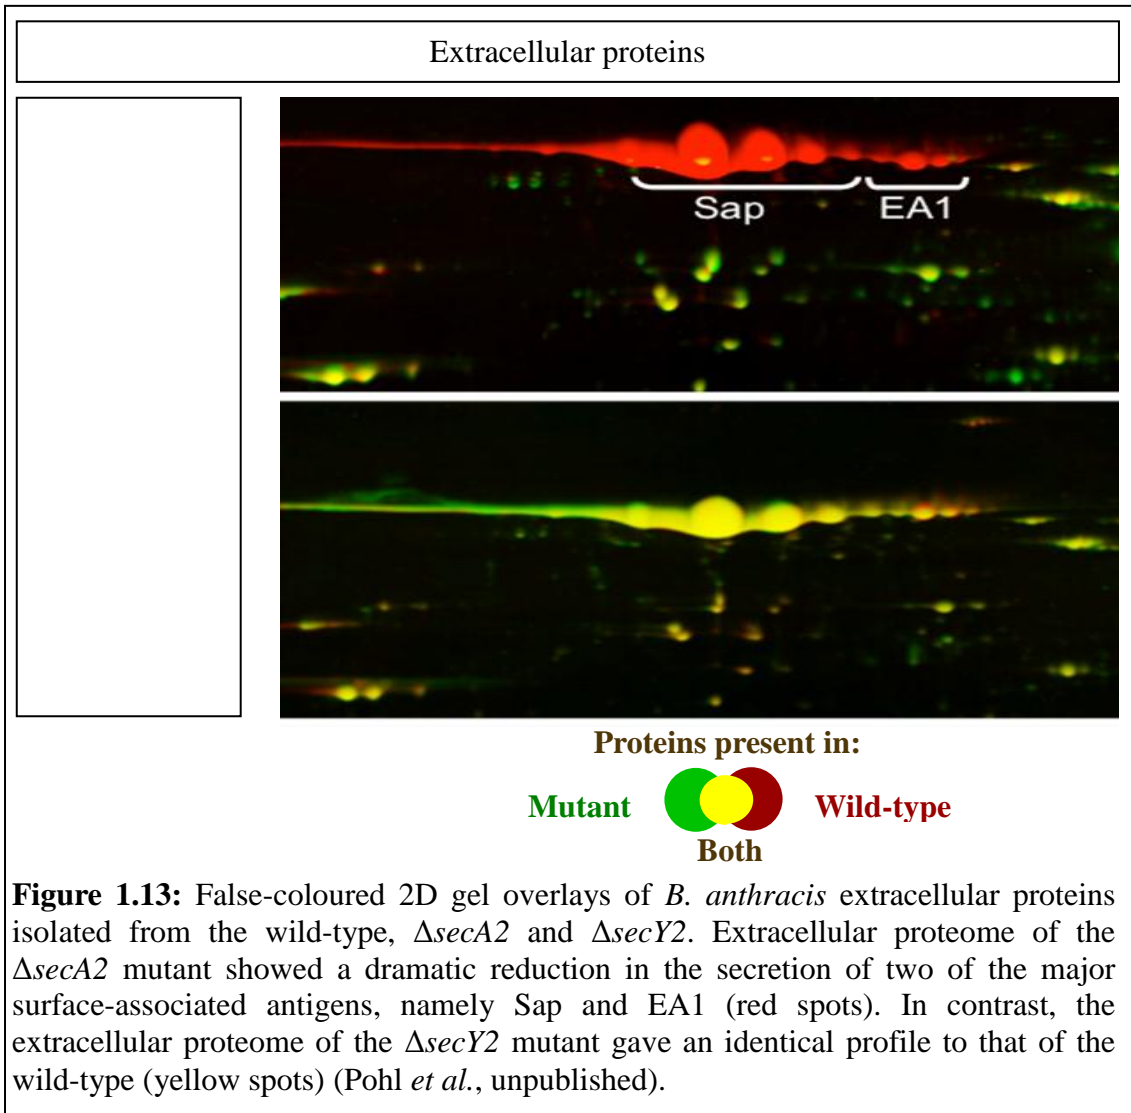 Extracellular proteins
Sap
EA1
Proteins present in:
Mutant
Wild-type
Both
Figure 1.13: False-coloured 2D gel overlays of B. anthracis extracellular proteins
isolated from the wild-type, ΔsecA2 and ΔsecY2. Extracellular proteome of the
ΔsecA2 mutant showed a dramatic reduction in the secretion of two of the major
surface-associated antigens, namely Sap and EA1 (red spots). In contrast, the
extracellular proteome of the ΔsecY2 mutant gave an identical profile to that of the
wild-type (yellow spots) (Pohl et al., unpublished).